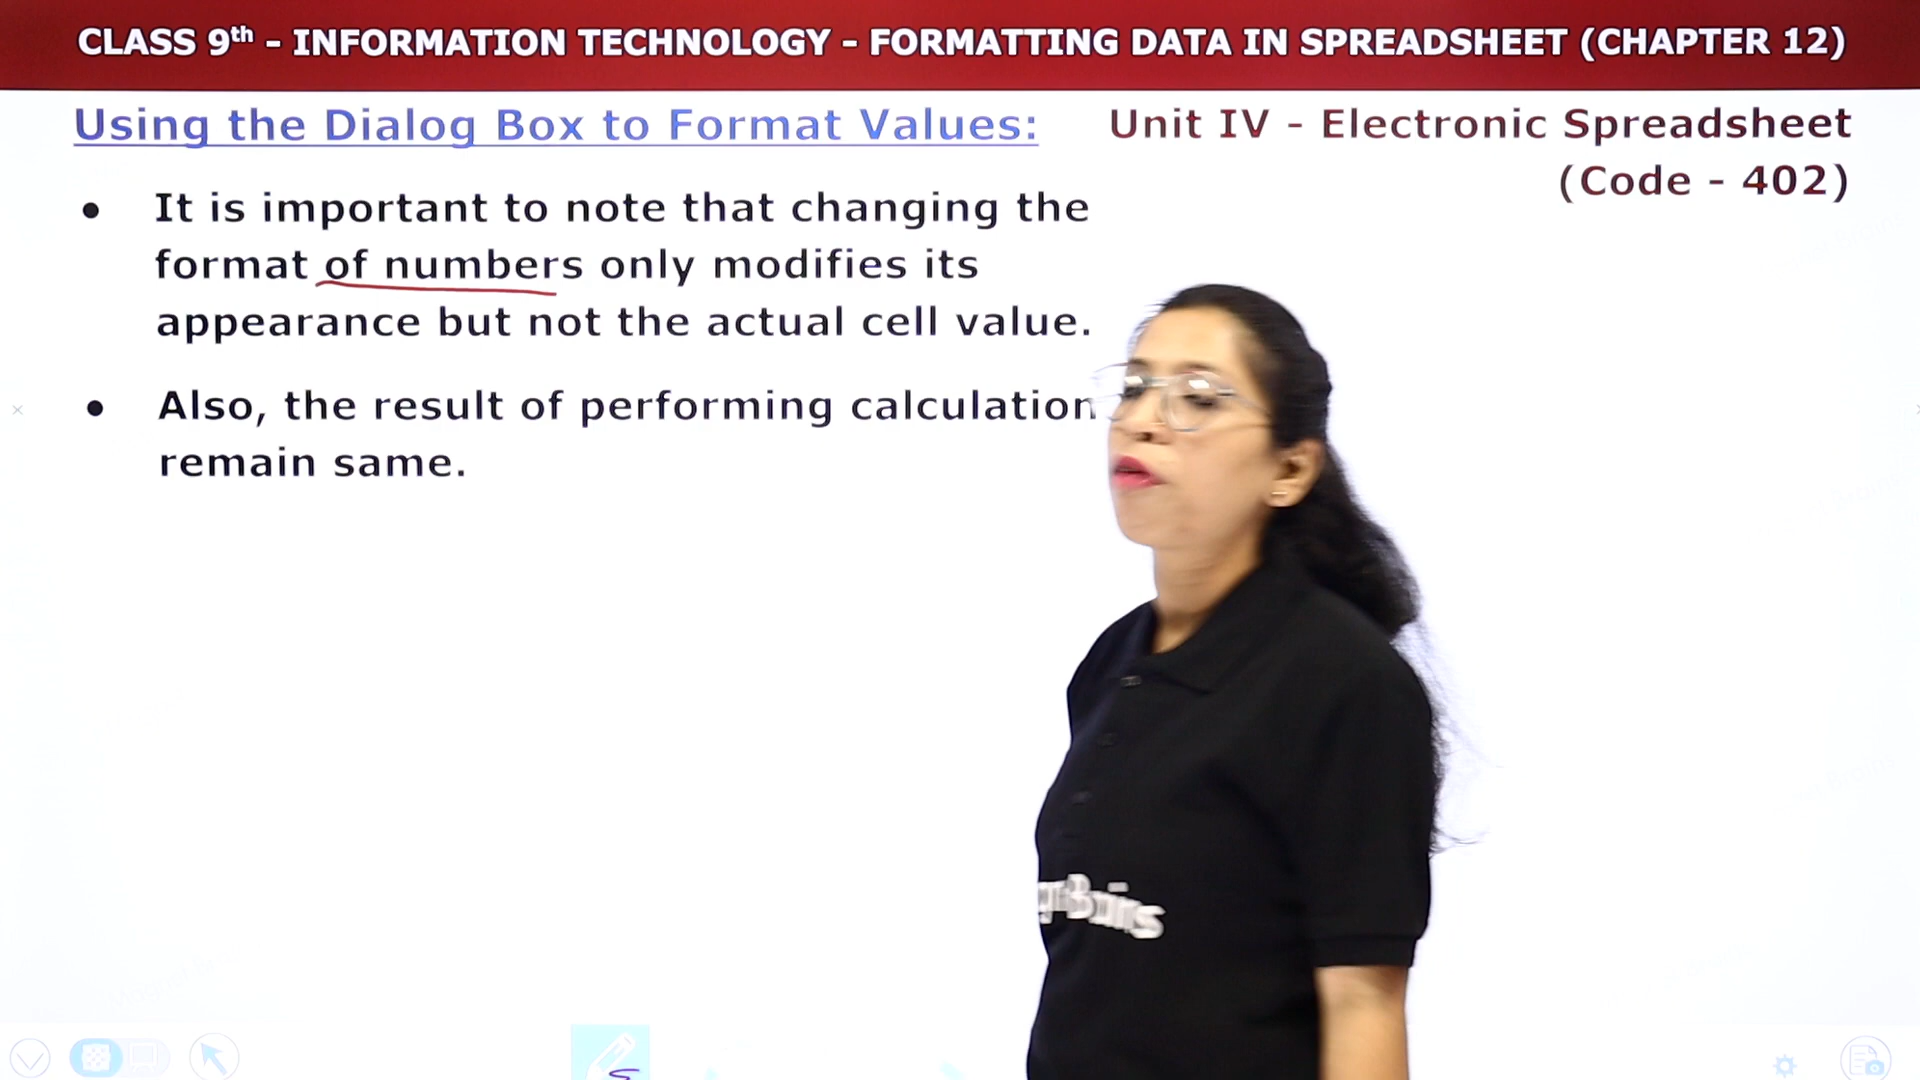 CLASS 9th - INFORMATION TECHNOLOGY - FORMATTING DATA IN SPREADSHEET (CHAPTER 12)
Using the Dialog Box to Format Values:
Unit IV - Electronic Spreadsheet
(Code - 402)
• It is important to note that changing the
format of numbers only modifies its
appearance but not the actual cell value.
• Also, the result of performing calculation
remain same.